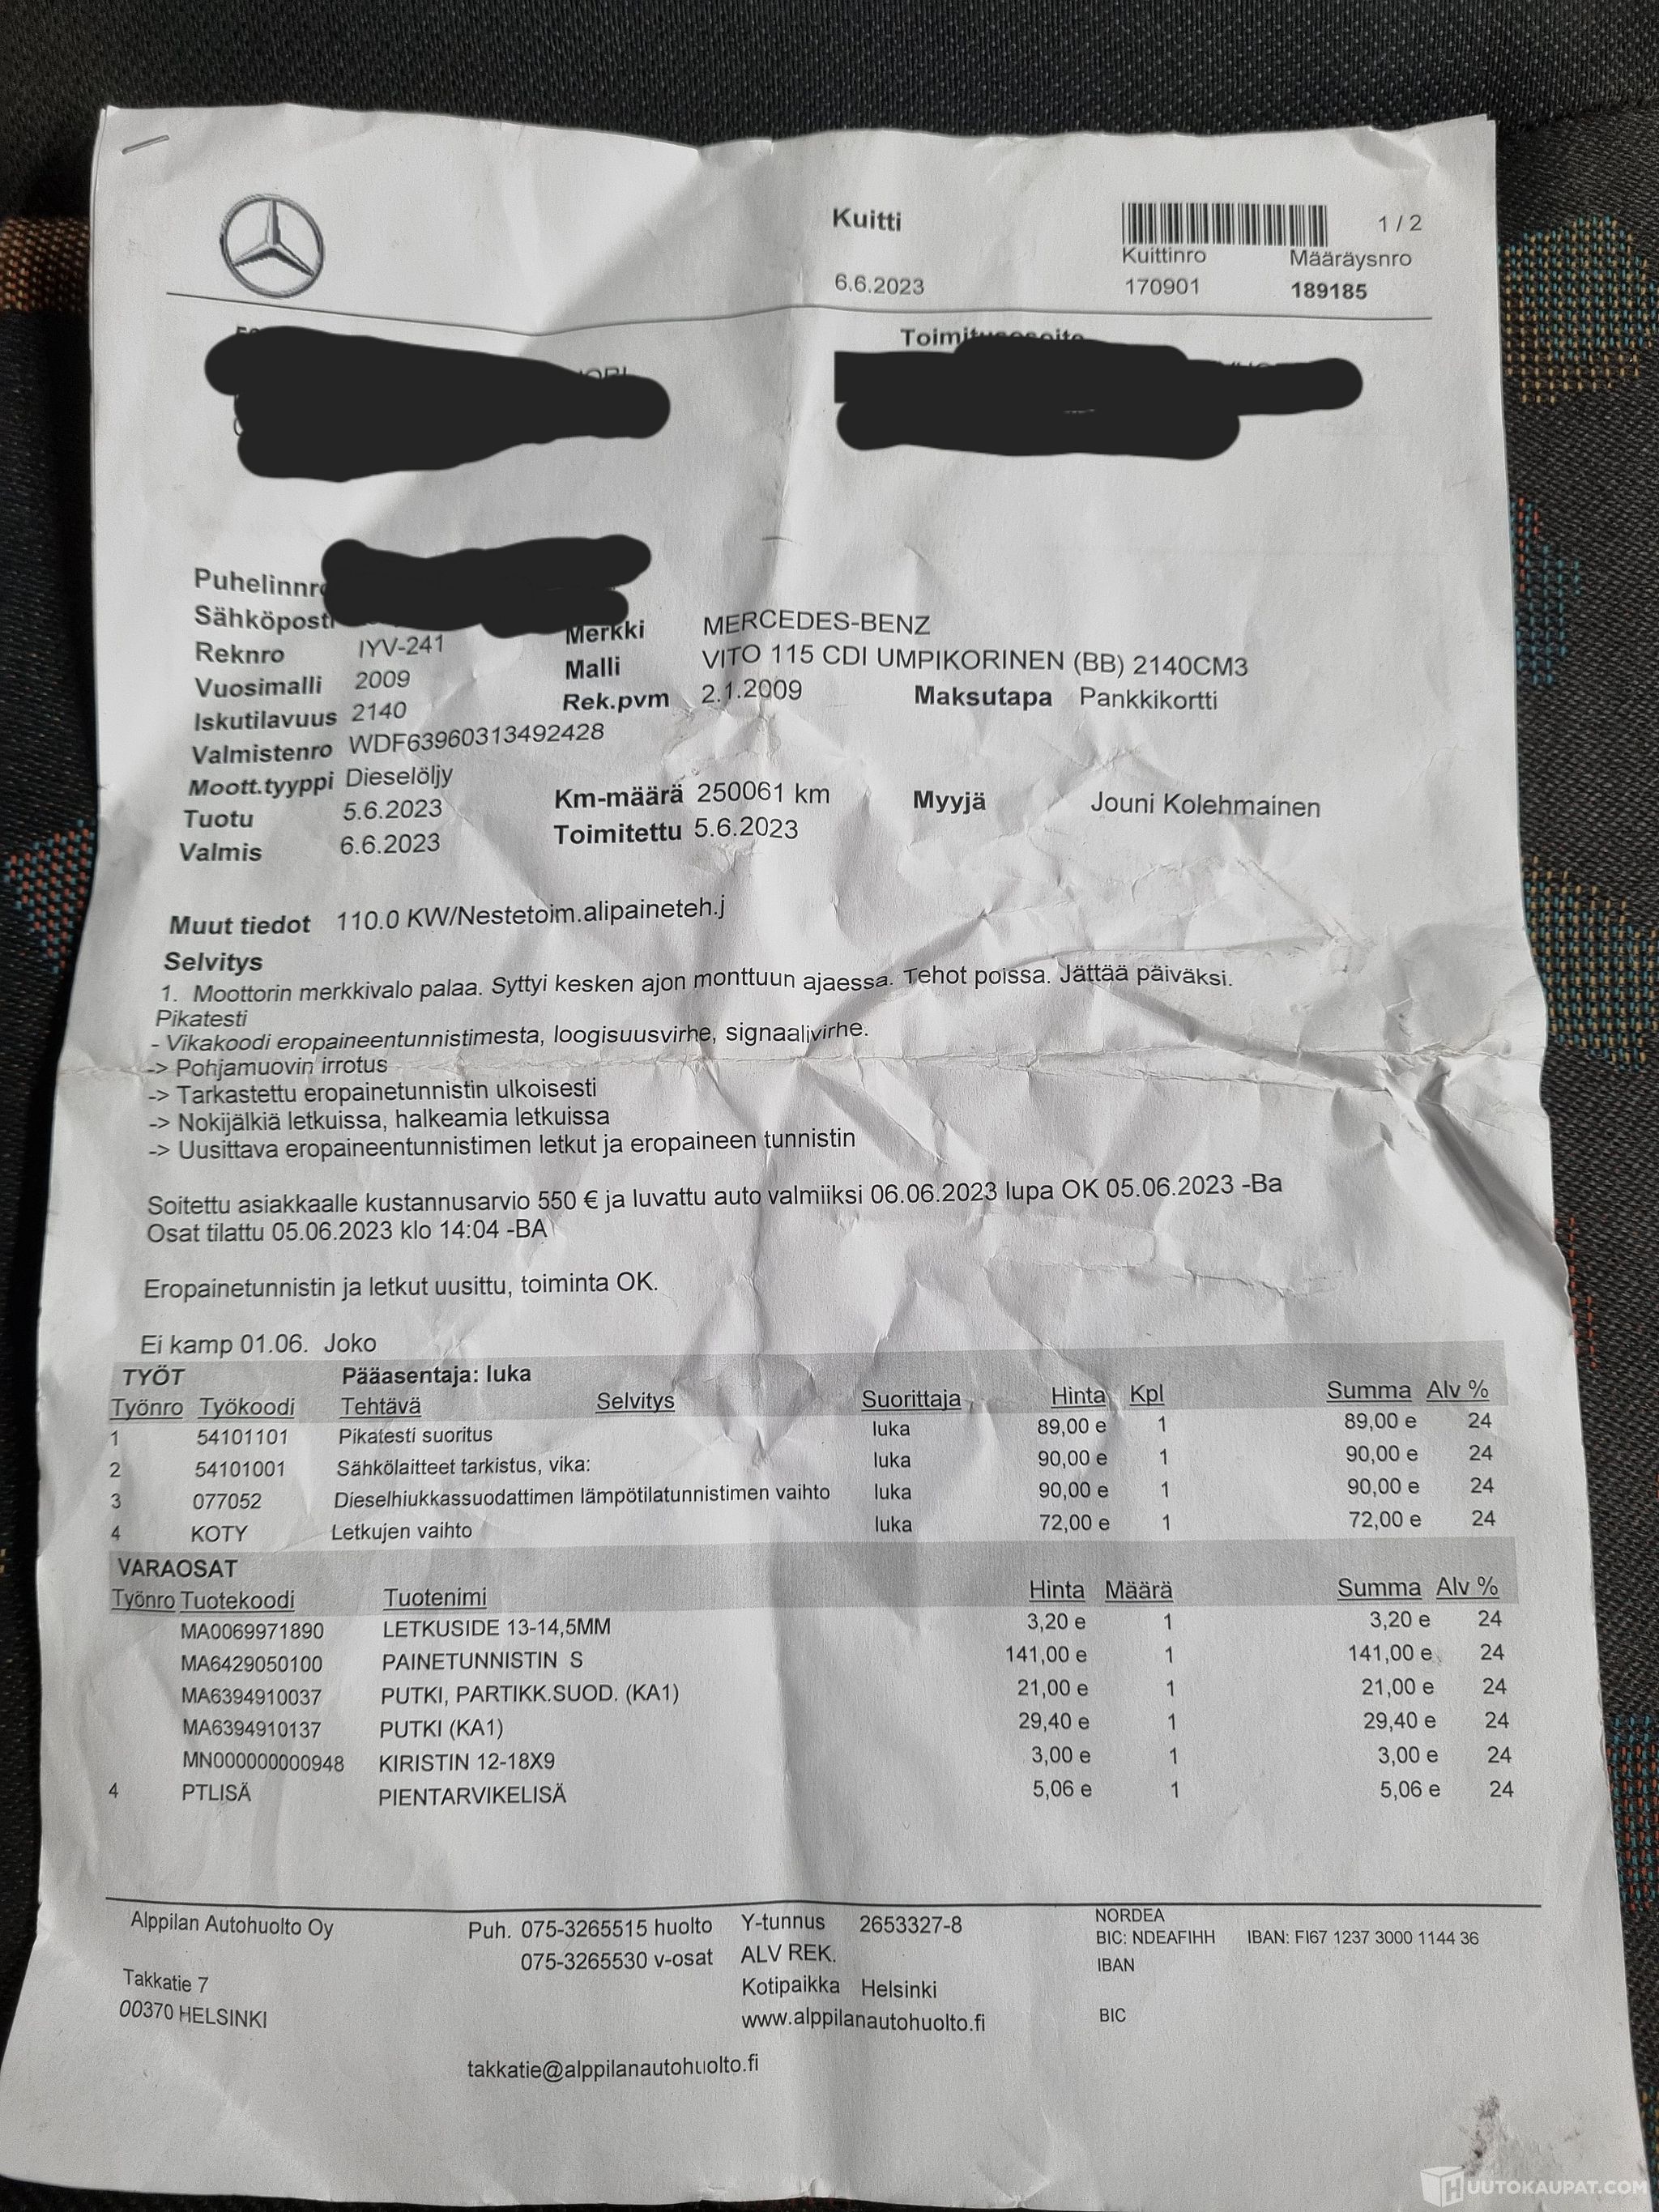 Kuitti
1 / 2
Kuittinro Määräysnro
6.6.2023 170901 189185
Puhelinnro
Sähköposti
Reknro IYV-241 Merkki MERCEDES-BENZ
Vuosimalli 2009 Malli VITO 115 CDI UMPIKORINEN (BB) 2140CM3
Iskutilavuus 2140 Rek.pvm 2.1.2009 Maksutapa Pankkikortti
Valmistenro WDF63960313492428
Moott.tyyppi Dieselöljy
Tuotu 5.6.2023 Km-määrä 250061 km Myyjä Jouni Kolehmainen
Valmis 6.6.2023 Toimitettu 5.6.2023
Muut tiedot 110.0 KW/Nestetoim.alipaineteh.j
Selvitys
1. Moottorin merkkivalo palaa. Syttyi kesken ajon monttuun ajaessa. Tehot poissa. Jättää päiväksi.
Pikatesti
- Vikakoodi eropaineentunnistimesta, loogisuusvirhe, signaalivirhe.
-> Pohjamuovin irrotus
-> Tarkastettu eropainetunnistin ulkoisesti
-> Nokijälkiä letkuissa, halkeamia letkuissa
-> Uusittava eropaineentunnistimen letkut ja eropaineen tunnistin
Soitettu asiakkaalle kustannusarvio 550 € ja luvattu auto valmiiksi 06.06.2023 lupa OK 05.06.2023 -Ba
Osat tilattu 05.06.2023 klo 14:04 -BA
Eropainetunnistin ja letkut uusittu, toiminta OK.
Ei kamp 01.06. Joko
TYÖT Pääasentaja: luka
Työnro Työkoodi Tehtävä Selvitys Suorittaja Hinta Kpl Summa Alv %
1 54101101 Pikatesti suoritus luka 89,00 e 1 89,00 e 24
2 54101001 Sähkölaitteet tarkistus, vika: luka 90,00 e 1 90,00 e 24
3 077052 Dieselhiukkassuodattimen lämpötilatunnistimen vaihto luka 90,00 e 1 90,00 e 24
4 KOTY Letkujen vaihto luka 72,00 e 1 72,00 e 24
VARAOSAT
Työnro Tuotekoodi Tuotenimi Hinta Määrä Summa Alv %
MA0069971890 LETKUSIDE 13-14,5MM 3,20 e 1 3,20 e 24
MA6429050100 PAINETUNNISTIN S 141,00 e 1 141,00 e 24
MA6394910037 PUTKI, PARTIKK.SUOD. (KA1) 21,00 e 1 21,00 e 24
MA6394910137 PUTKI (KA1) 29,40 e 1 29,40 e 24
MN000000000948 KIRISTIN 12-18X9 3,00 e 1 3,00 e 24
4 PTLISÄ PIENTARVIKELISÄ 5,06 e 1 5,06 e 24
Alppilan Autohuolto Oy Puh. 075-3265515 huolto Y-tunnus 2653327-8 NORDEA
BIC: NDEAFIHH IBAN: FI67 1237 3000 1144 36
075-3265530 v-osat ALV REK. IBAN
Takkatie 7 Kotipaikka Helsinki
00370 HELSINKI www.alppilanautohuolto.fi BIC
takkatie@alppilanautohuolto.fi
HUUTOKAUPAT.COM